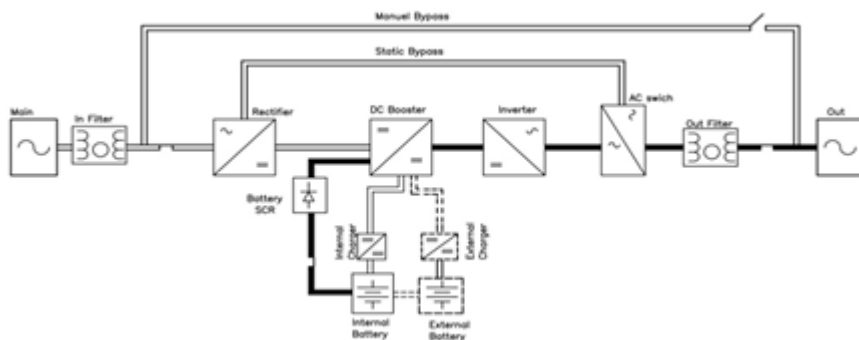 Manuel Bypass
Static Bypass
Main
In Filter
Rectifier
DC Booster
Inverter
AC swich
Out Filter
Out
Battery
SCR
Internal
Charger
External
Charger
Internal
Battery
External
Battery